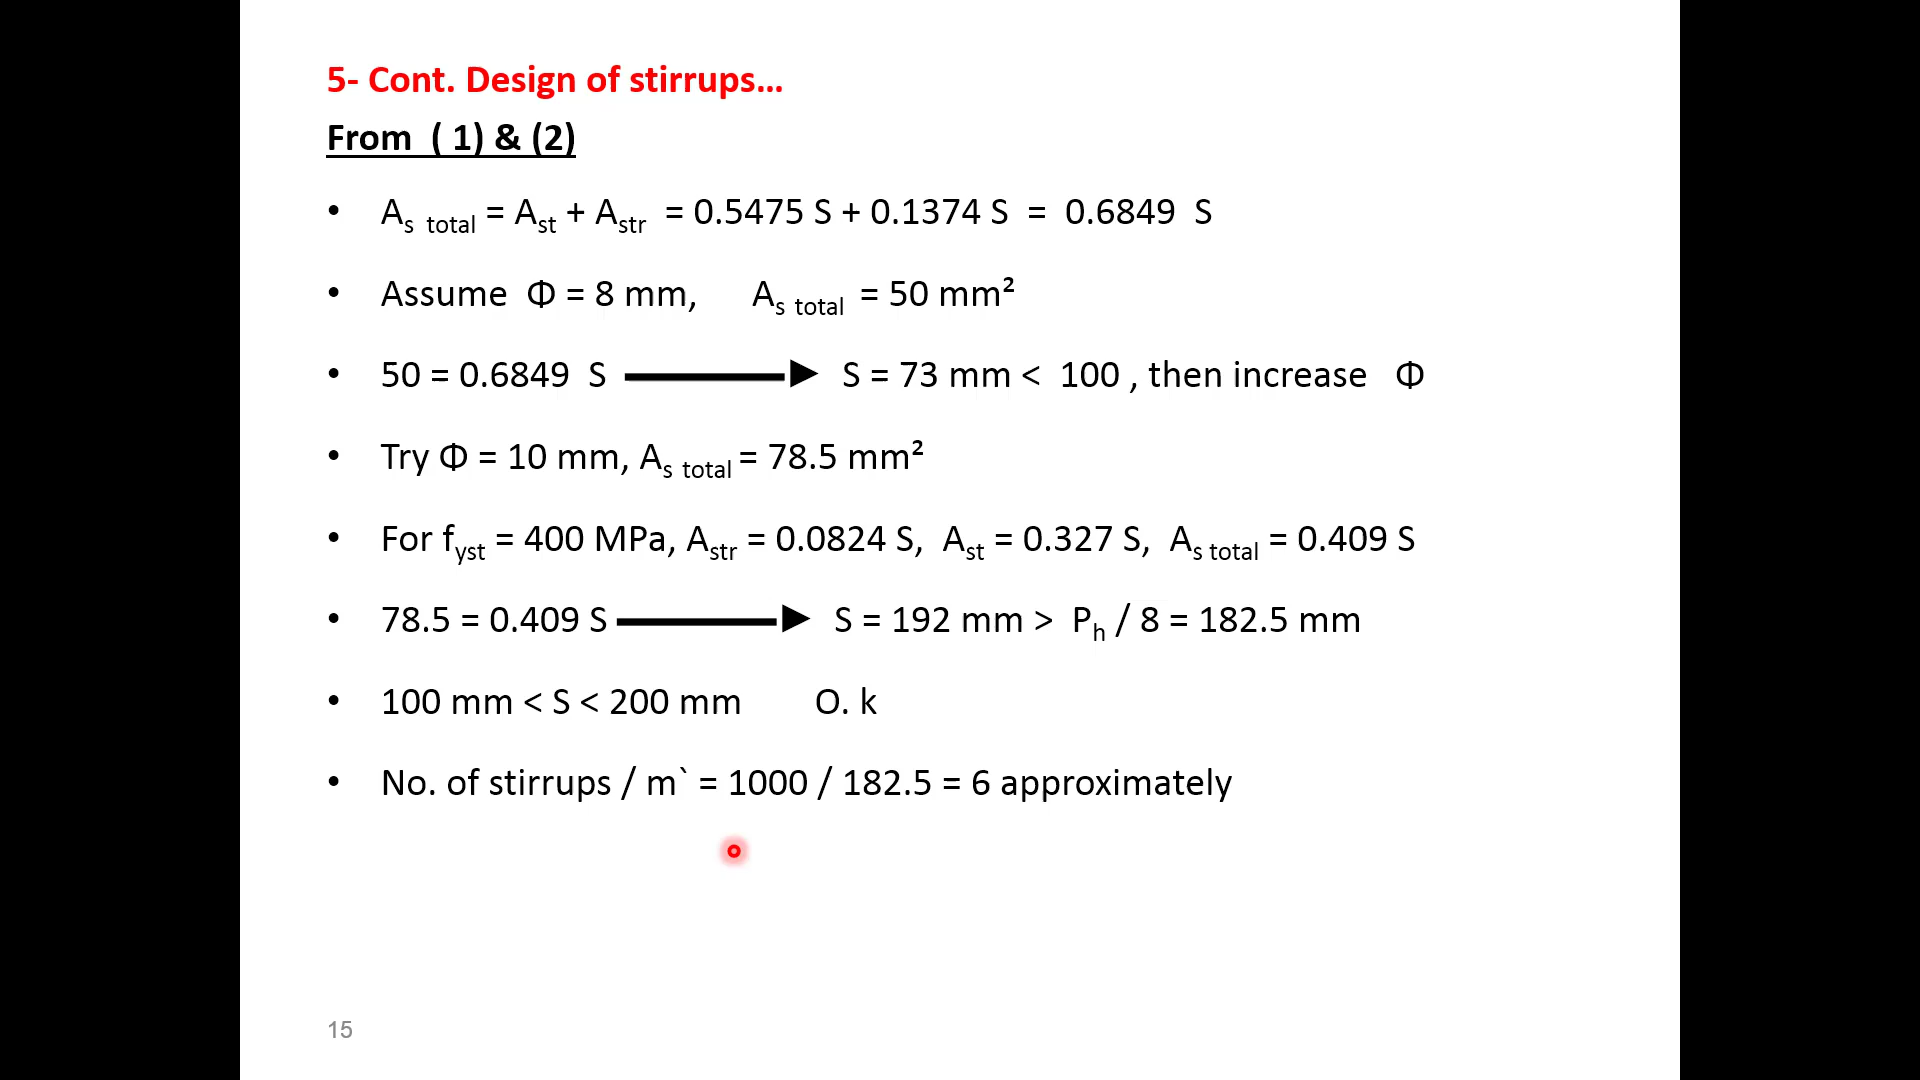 5- Cont. Design of stirrups...
From ( 1) & (2)
• As total = Ast + Astr = 0.5475 S + 0.1374 S = 0.6849 S
• Assume Φ = 8 mm, As total = 50 mm²
• 50 = 0.6849 S ⟶ S = 73 mm < 100 , then increase Φ
• Try Φ = 10 mm, As total = 78.5 mm²
• For fyst = 400 MPa, Astr = 0.0824 S, Ast = 0.327 S, As total = 0.409 S
• 78.5 = 0.409 S ⟶ S = 192 mm > Ph / 8 = 182.5 mm
• 100 mm < S < 200 mm O. k
• No. of stirrups / m` = 1000 / 182.5 = 6 approximately
15